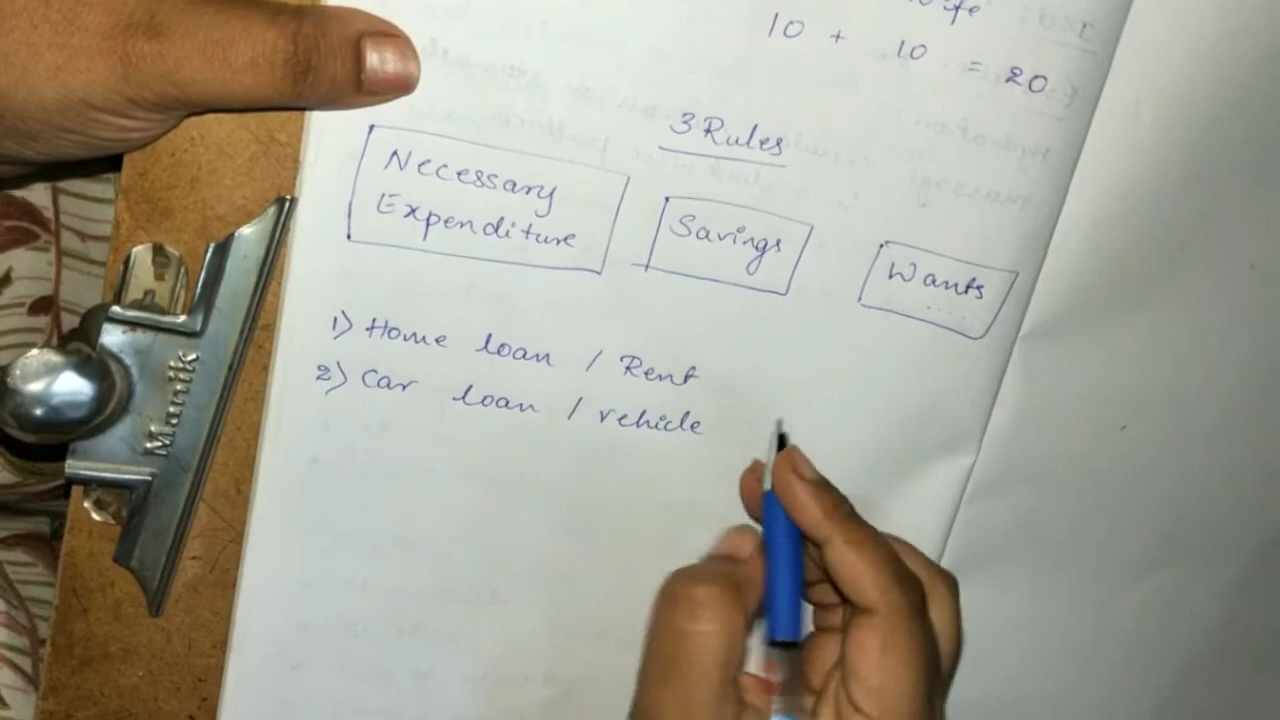 10 + 10 = 20
3 Rules
Necessary
Expenditure
Savings
Wants
1) Home loan / Rent
2) Car loan / vehicle
Manik